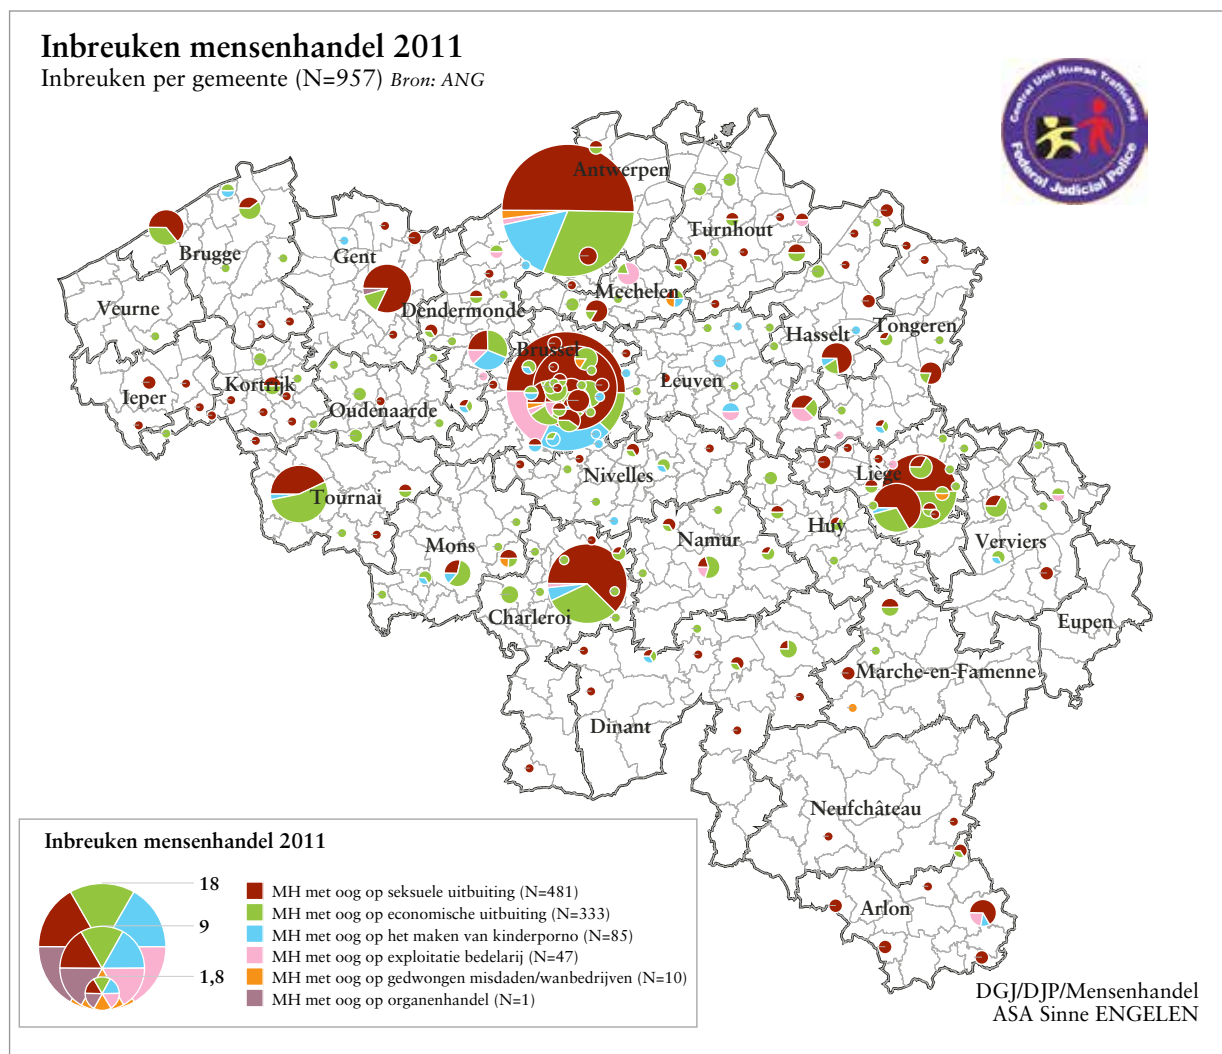 Inbreuken mensenhandel 2011
Inbreuken per gemeente (N=957) Bron: ANG
Central Unit Human Trafficking
Federal Judicial Police
Antwerpen
Turnhout
Brugge
Gent
Mechelen
Veurne
Dendermonde
Hasselt
Tongeren
Brussel
Leuven
Ieper
Kortrijk
Oudenaarde
Nivelles
Liège
Tournai
Huy
Namur
Verviers
Mons
Charleroi
Eupen
Marche-en-Famenne
Dinant
Neufchâteau
Arlon
Inbreuken mensenhandel 2011
18
9
1,8
MH met oog op seksuele uitbuiting (N=481)
MH met oog op economische uitbuiting (N=333)
MH met oog op het maken van kinderporno (N=85)
MH met oog op exploitatie bedelarij (N=47)
MH met oog op gedwongen misdaden/wanbedrijven (N=10)
MH met oog op organenhandel (N=1)
DGJ/DJP/Mensenhandel
ASA Sinne ENGELEN